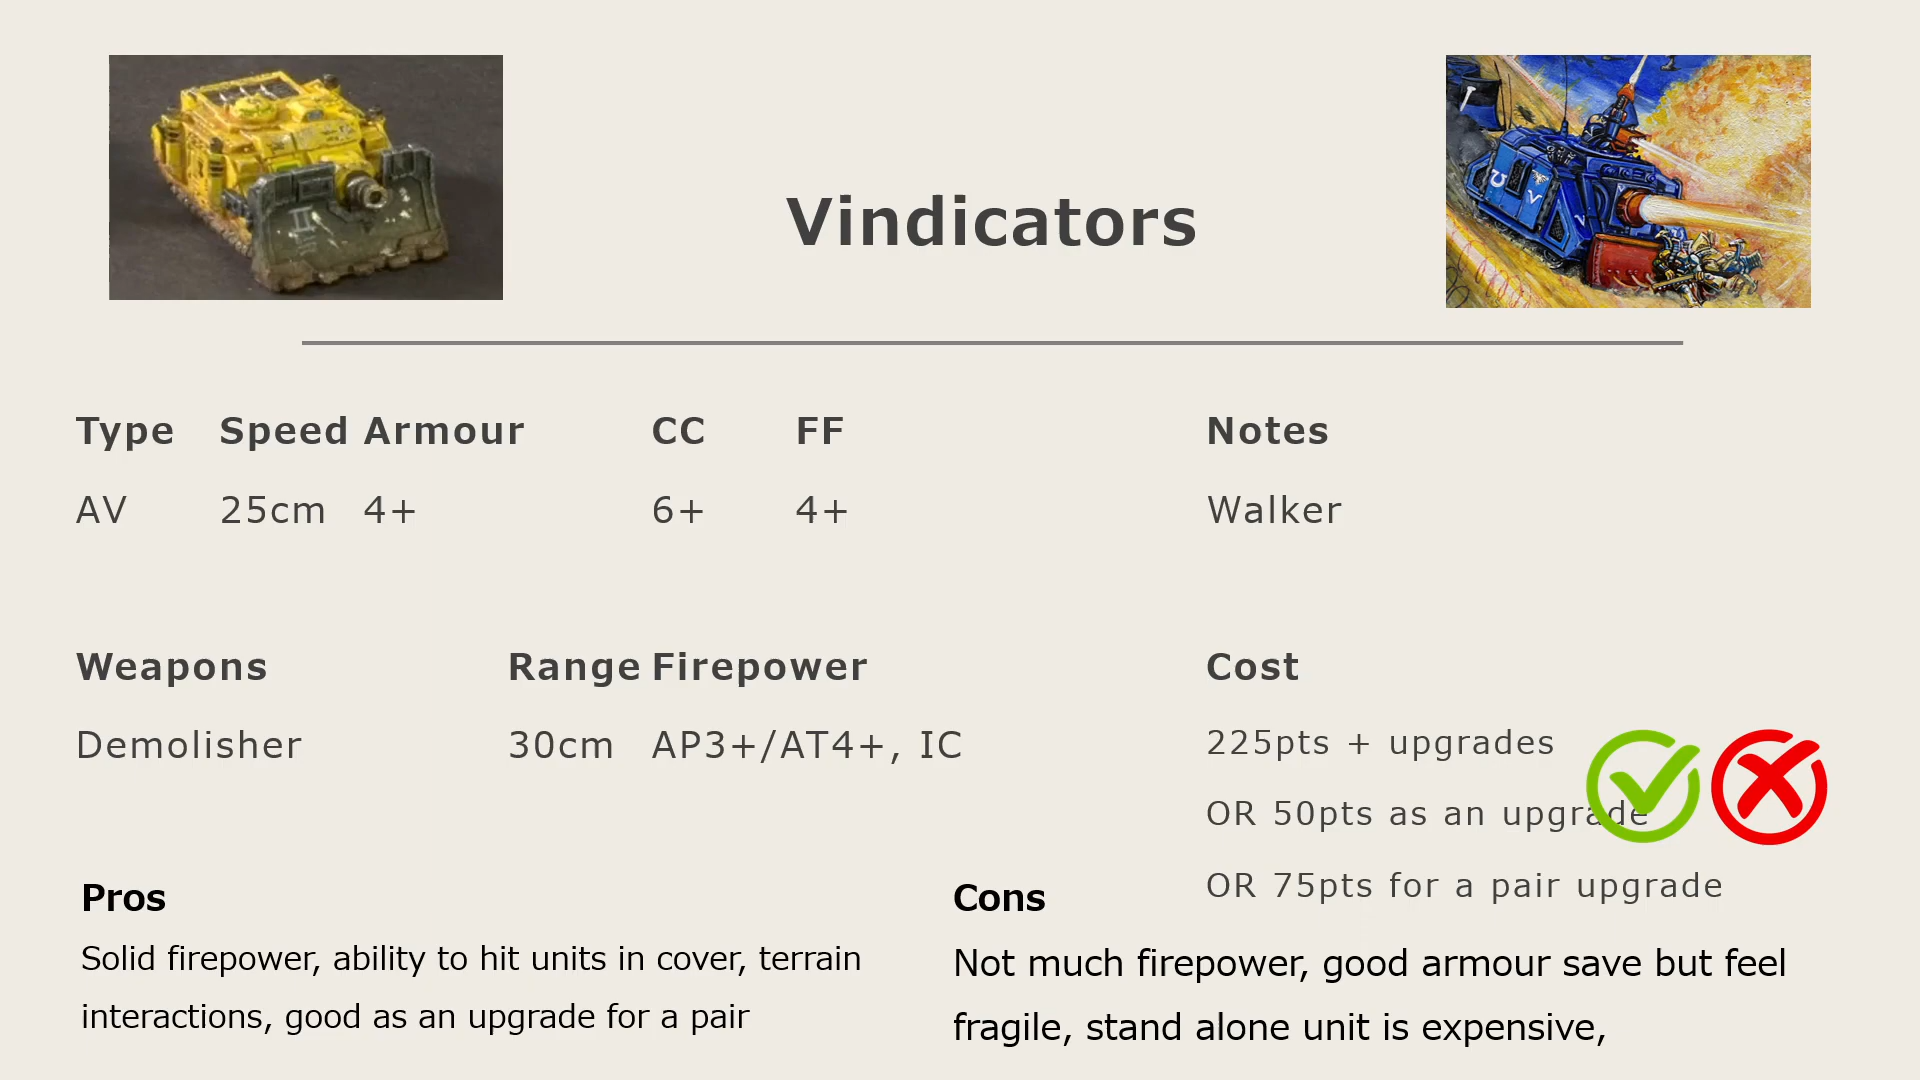 Vindicators
Type Speed Armour CC FF Notes
AV 25cm 4+ 6+ 4+ Walker
Weapons Range Firepower Cost
Demolisher 30cm AP3+/AT4+, IC 225pts + upgrades
OR 50pts as an upgrade
OR 75pts for a pair upgrade
Pros
Solid firepower, ability to hit units in cover, terrain
interactions, good as an upgrade for a pair
Cons
Not much firepower, good armour save but feel
fragile, stand alone unit is expensive,